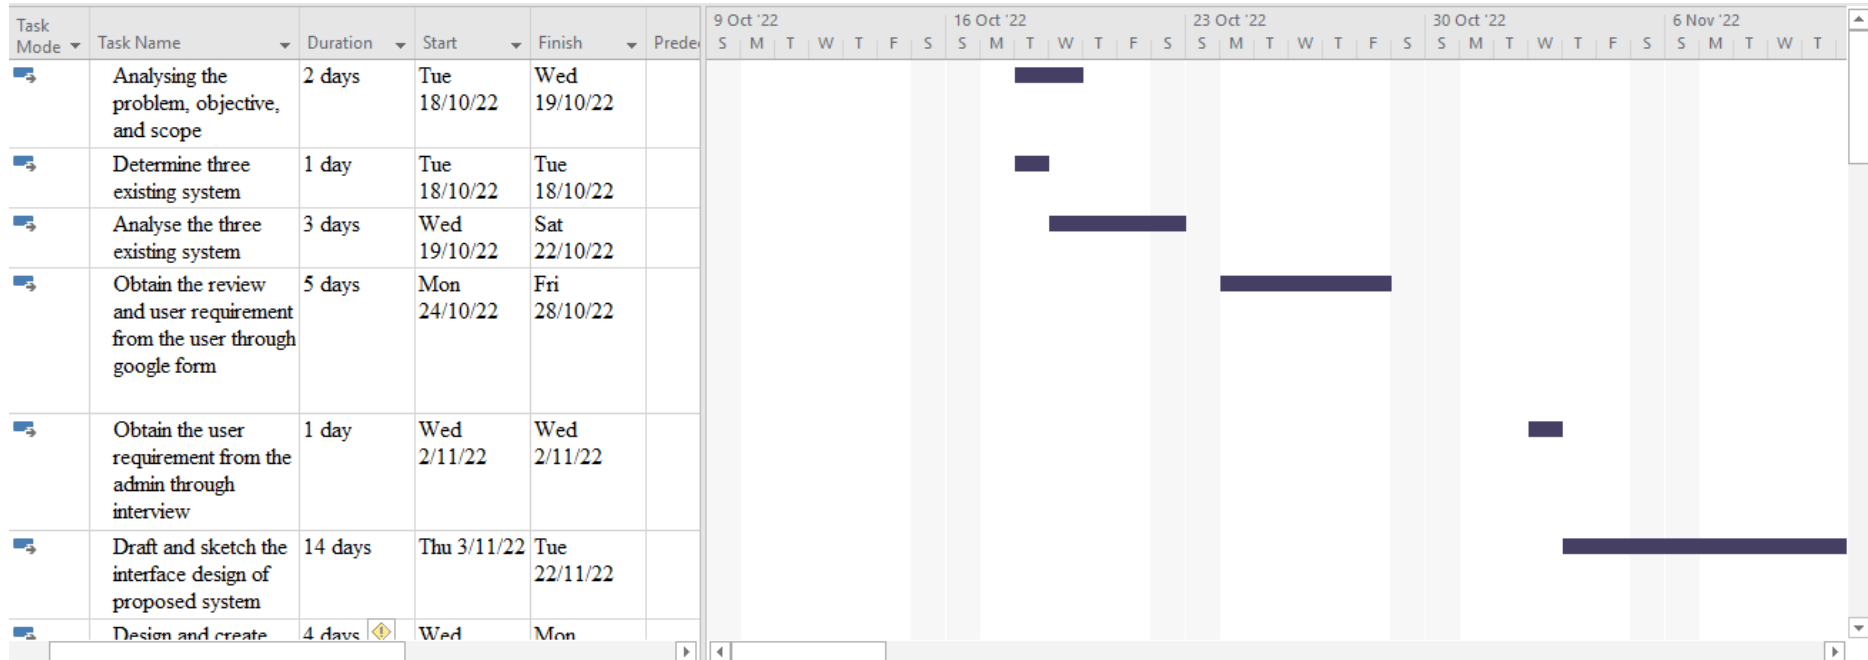 Task Mode Task Name Duration Start Finish Predec
9 Oct '22 16 Oct '22 23 Oct '22 30 Oct '22 6 Nov '22
S M T W T F S S M T W T F S S M T W T F S S M T W T F S S M T W T
Analysing the 2 days Tue Wed
problem, objective, 18/10/22 19/10/22
and scope
Determine three 1 day Tue Tue
existing system 18/10/22 18/10/22
Analyse the three 3 days Wed Sat
existing system 19/10/22 22/10/22
Obtain the review 5 days Mon Fri
and user requirement 24/10/22 28/10/22
from the user through
google form
Obtain the user 1 day Wed Wed
requirement from the 2/11/22 2/11/22
admin through
interview
Draft and sketch the 14 days Thu 3/11/22 Tue
interface design of 22/11/22
proposed system
Design and create 4 days Wed Mon